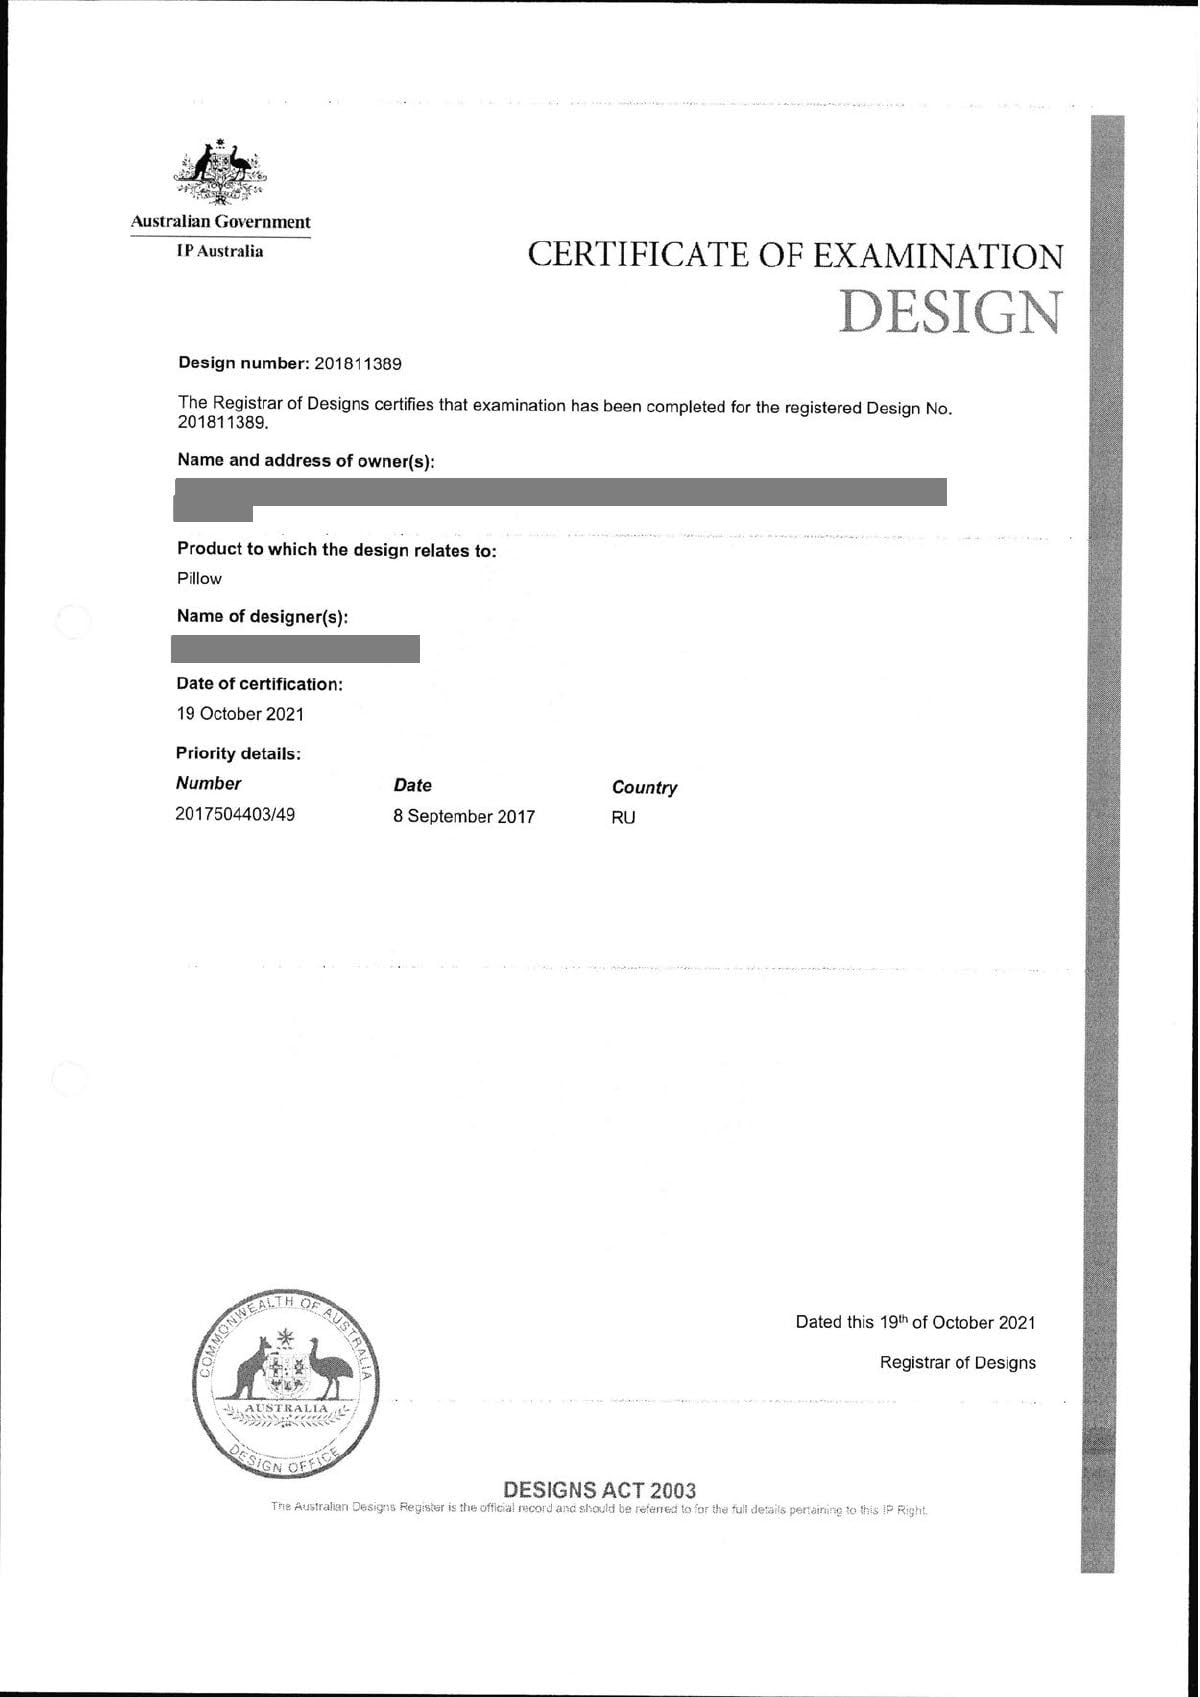 Australian Government
IP Australia
CERTIFICATE OF EXAMINATION
DESIGN
Design number: 201811389
The Registrar of Designs certifies that examination has been completed for the registered Design No.
201811389.
Name and address of owner(s):
Product to which the design relates to:
Pillow
Name of designer(s):
Date of certification:
19 October 2021
Priority details:
Number Date Country
2017504403/49 8 September 2017 RU
COMMONWEALTH OF AUSTRALIA
AUSTRALIA
DESIGN OFFICE
Dated this 19th of October 2021
Registrar of Designs
DESIGNS ACT 2003
The Australian Designs Register is the official record and should be referred to for the full details pertaining to this IP Right.